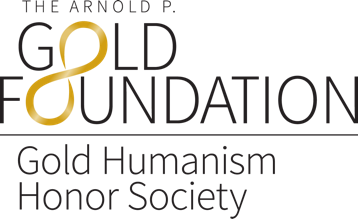 THE ARNOLD P.
GOLD
FOUNDATION
Gold Humanism
Honor Society